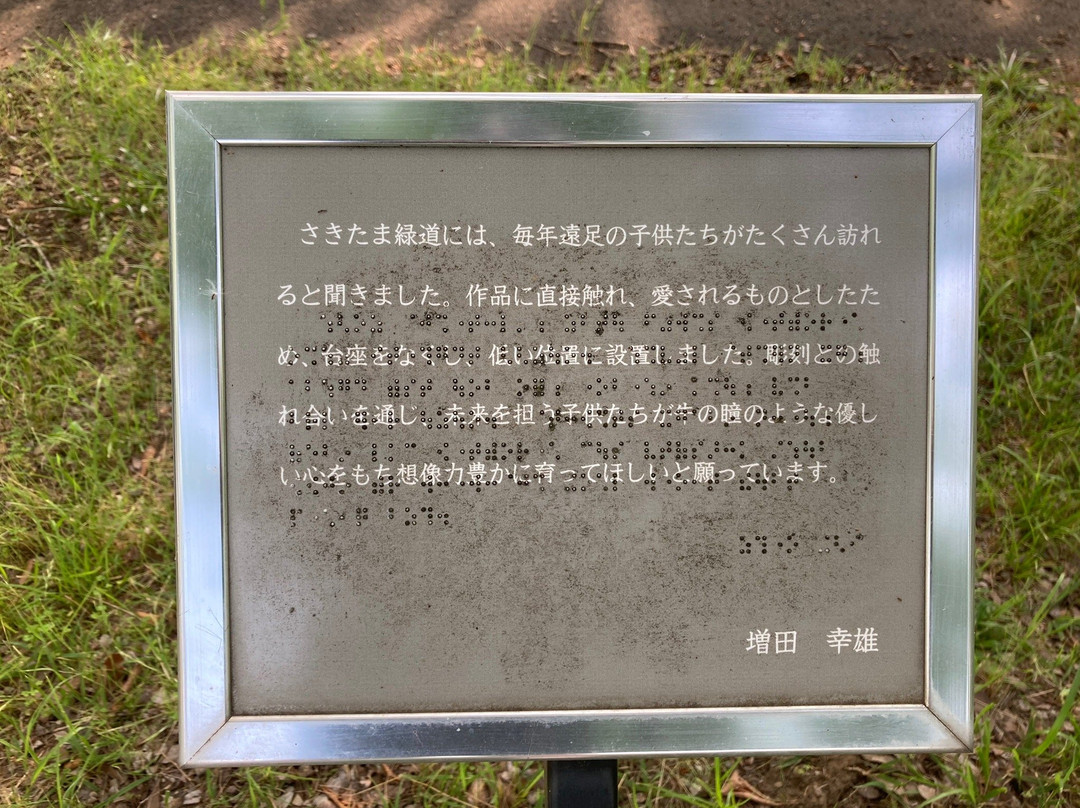 さきたま緑道には、毎年遠足の子供たちがたくさん訪れ
ると聞きました。作品に直接触れ、愛されるものとしたた
め、台座をなくし、低い位置に設置しました。彫刻との触
れ合いを通じ、未来を担う子供たちが牛の瞳のような優し
い心をもち想像力豊かに育ってほしいと願っています。
増田　幸雄